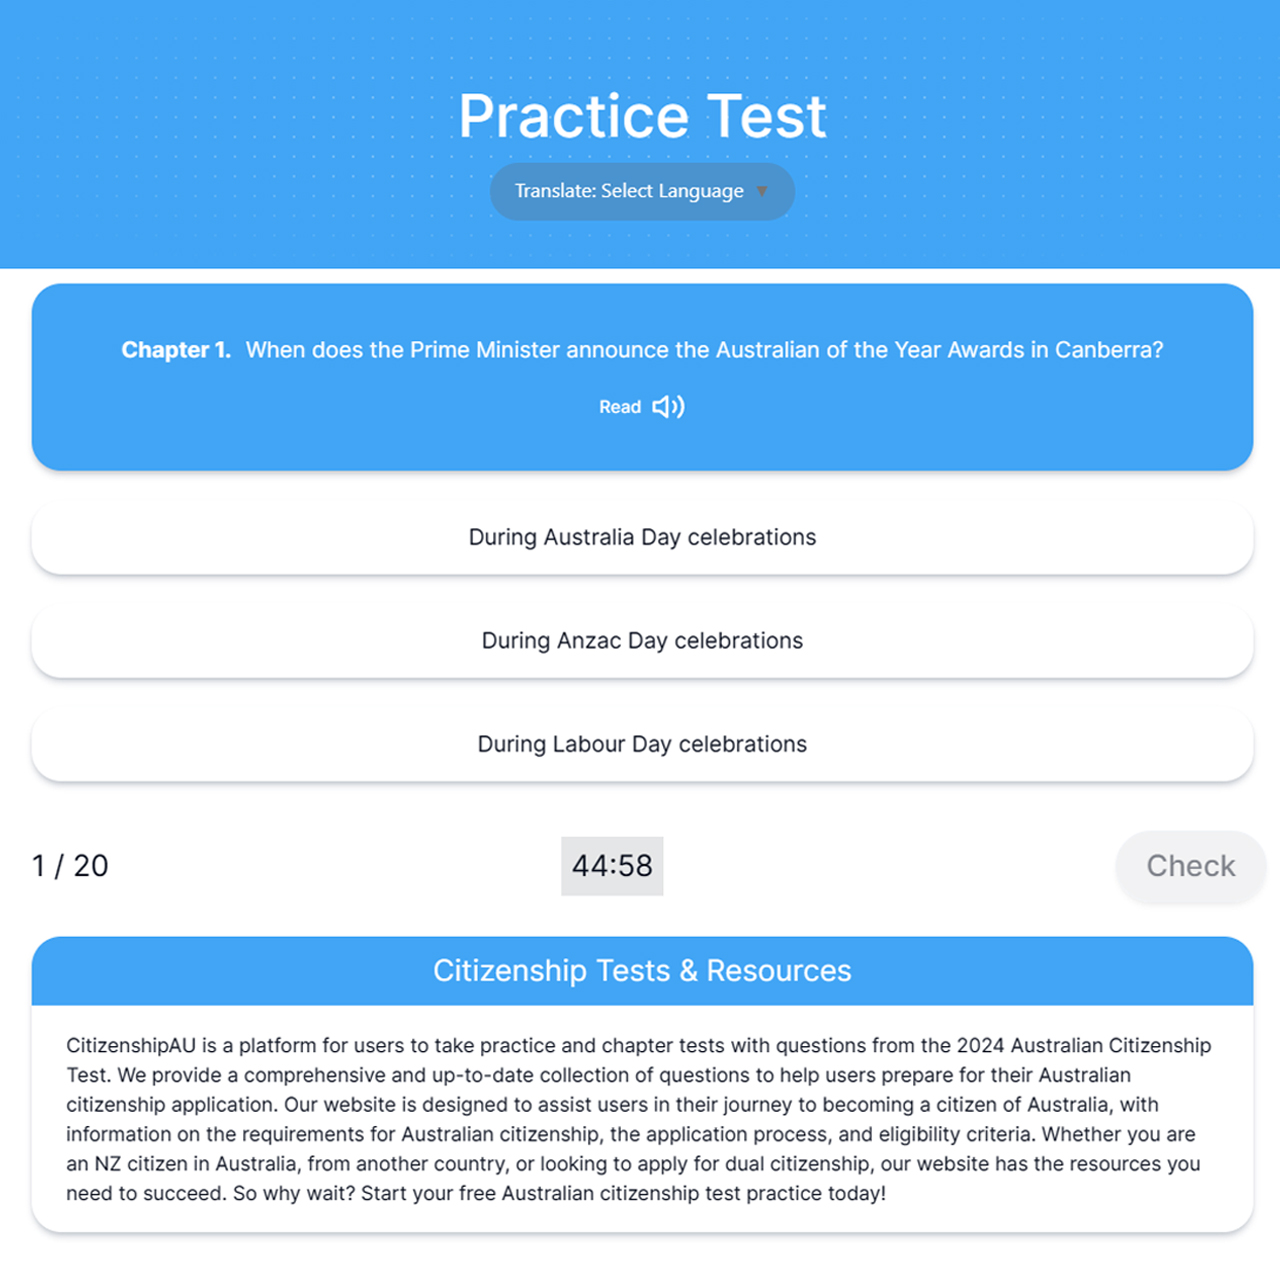 Practice Test
Translate: Select Language ▼
Chapter 1. When does the Prime Minister announce the Australian of the Year Awards in Canberra?
Read
During Australia Day celebrations
During Anzac Day celebrations
During Labour Day celebrations
1 / 20
44:58
Check
Citizenship Tests & Resources
CitizenshipAU is a platform for users to take practice and chapter tests with questions from the 2024 Australian Citizenship
Test. We provide a comprehensive and up-to-date collection of questions to help users prepare for their Australian
citizenship application. Our website is designed to assist users in their journey to becoming a citizen of Australia, with
information on the requirements for Australian citizenship, the application process, and eligibility criteria. Whether you are
an NZ citizen in Australia, from another country, or looking to apply for dual citizenship, our website has the resources you
need to succeed. So why wait? Start your free Australian citizenship test practice today!